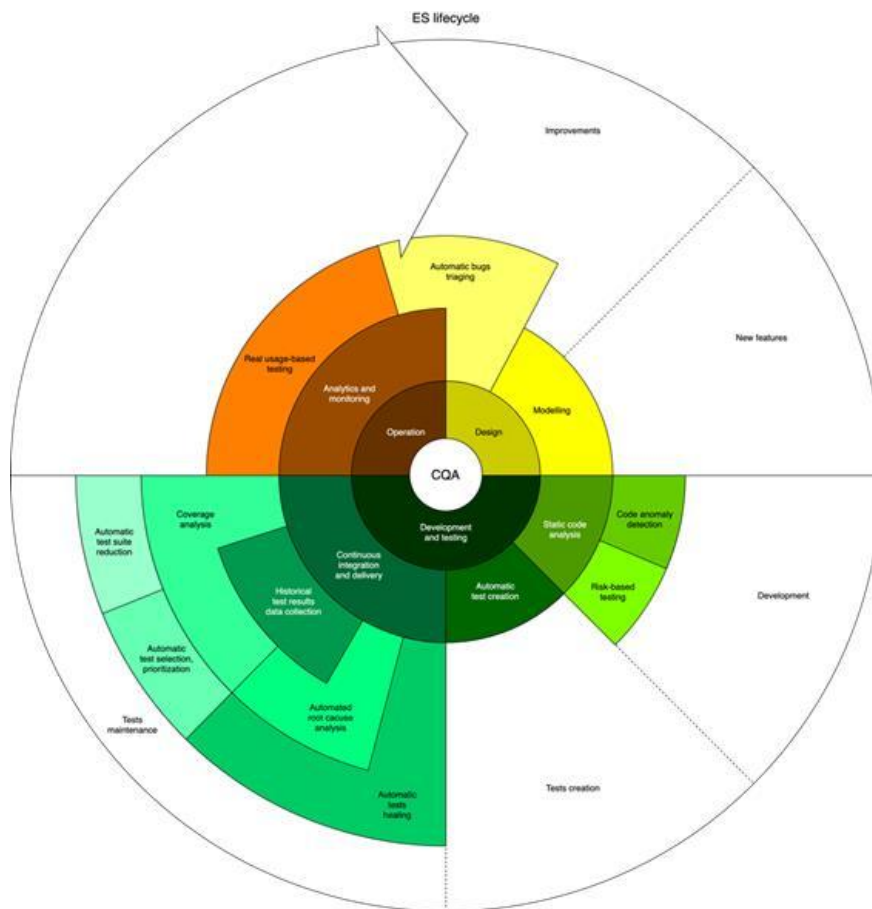 ES lifecycle
Improvements
Automatic bugs
triaging
New features
Real usage-based
testing
Analytics and
monitoring
Modelling
Operation
Design
CQA
Coverage
analysis
Development
and testing
Static code
analysis
Code anomaly
detection
Automatic
test suite
reduction
Continuous
integration
and delivery
Historical
test results
data collection
Automatic
test creation
Risk-based
testing
Development
Automatic
test selection,
prioritization
Tests
maintenance
Automated
root cacuse
analysis
Automatic
tests
healing
Tests creation